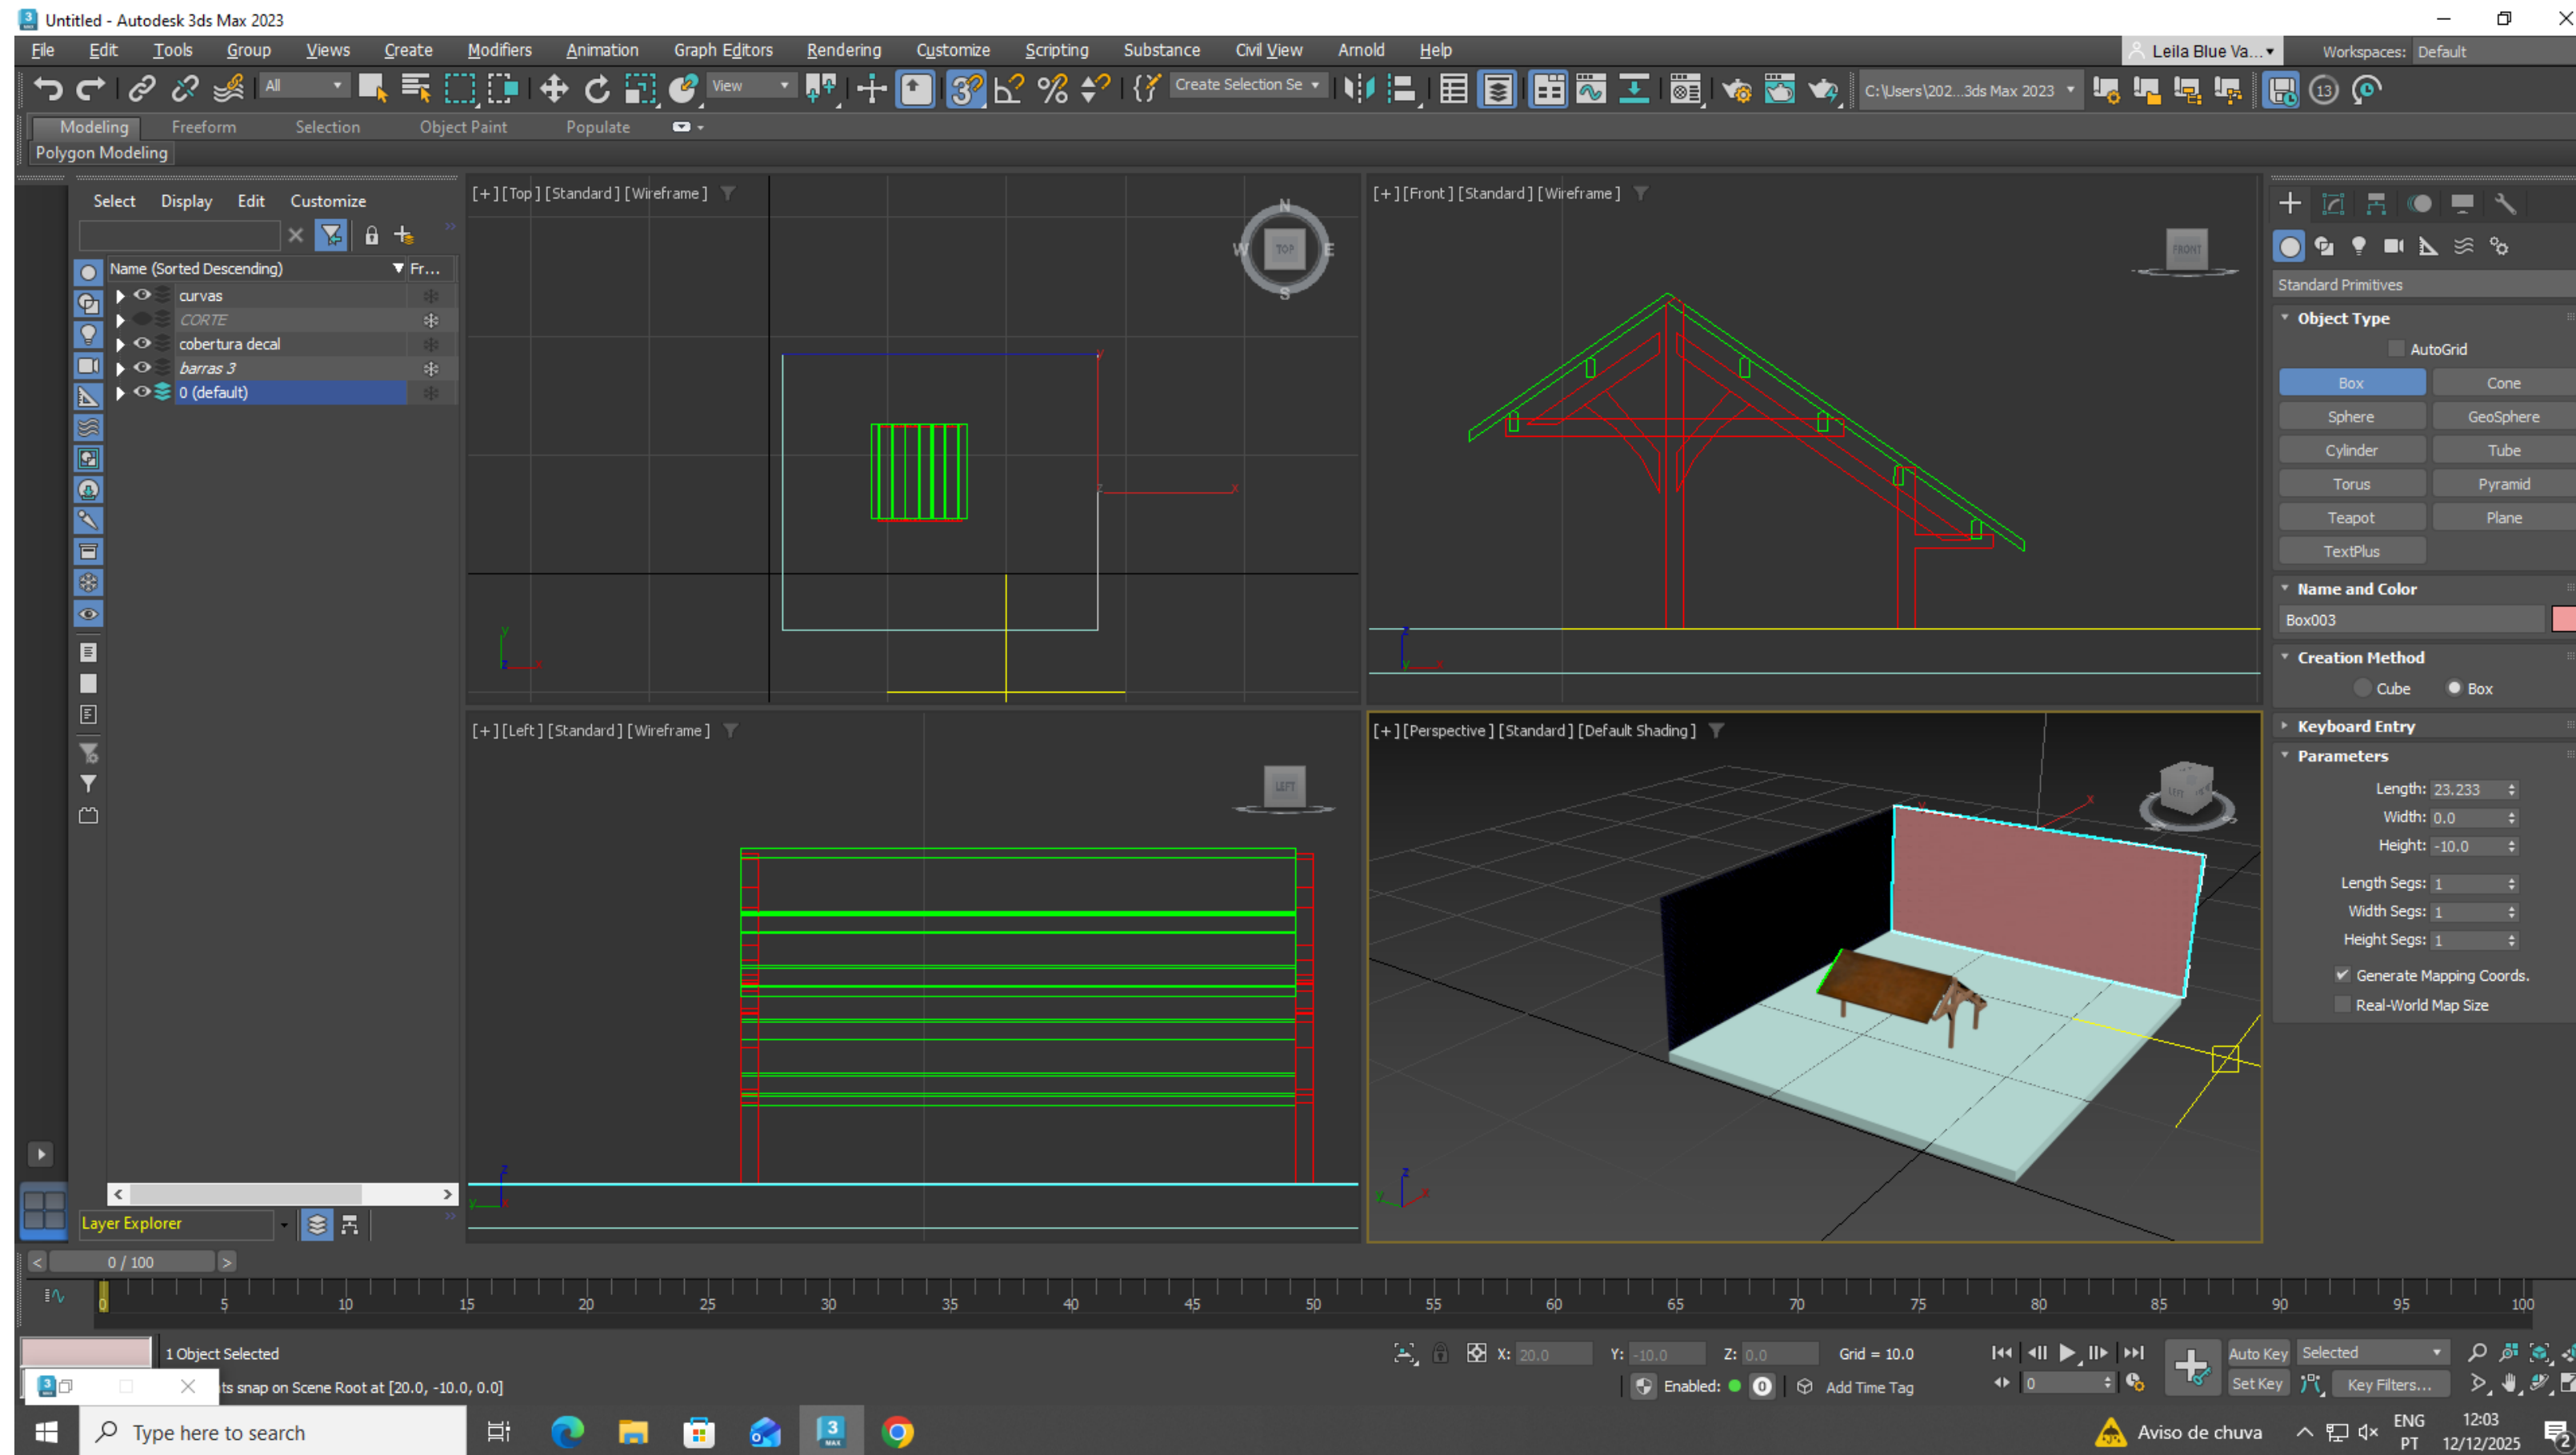 Untitled - Autodesk 3ds Max 2023
File Edit Tools Group Views Create Modifiers Animation Graph Editors Rendering Customize Scripting Substance Civil View Arnold Help Leila Blue Va... Workspaces: Default
All View Create Selection Se C:\Users\202...3ds Max 2023 13
Modeling Freeform Selection Object Paint Populate
Polygon Modeling
Select Display Edit Customize
Name (Sorted Descending) Fr...
curvas
CORTE
cobertura decal
barras 3
0 (default)
Layer Explorer
[+] [Top] [Standard] [Wireframe]
N
W TOP E
S
y
x
z
y
z x
[+] [Front] [Standard] [Wireframe]
FRONT
z
y x
[+] [Left] [Standard] [Wireframe]
LEFT
z
y x
[+] [Perspective] [Standard] [Default Shading]
LEFT
x
z
y x
Standard Primitives
Object Type
AutoGrid
Box Cone
Sphere GeoSphere
Cylinder Tube
Torus Pyramid
Teapot Plane
TextPlus
Name and Color
Box003
Creation Method
Cube Box
Keyboard Entry
Parameters
Length: 23.233
Width: 0.0
Height: -10.0
Length Segs: 1
Width Segs: 1
Height Segs: 1
Generate Mapping Coords.
Real-World Map Size
< 0 / 100 >
0 5 10 15 20 25 30 35 40 45 50 55 60 65 70 75 80 85 90 95 100
1 Object Selected X: 20.0 Y: -10.0 Z: 0.0 Grid = 10.0 Auto Key Selected
ts snap on Scene Root at [20.0, -10.0, 0.0] Enabled: 0 Add Time Tag 0 Set Key Key Filters...
Type here to search Aviso de chuva ENG 12:03
PT 12/12/2025 2